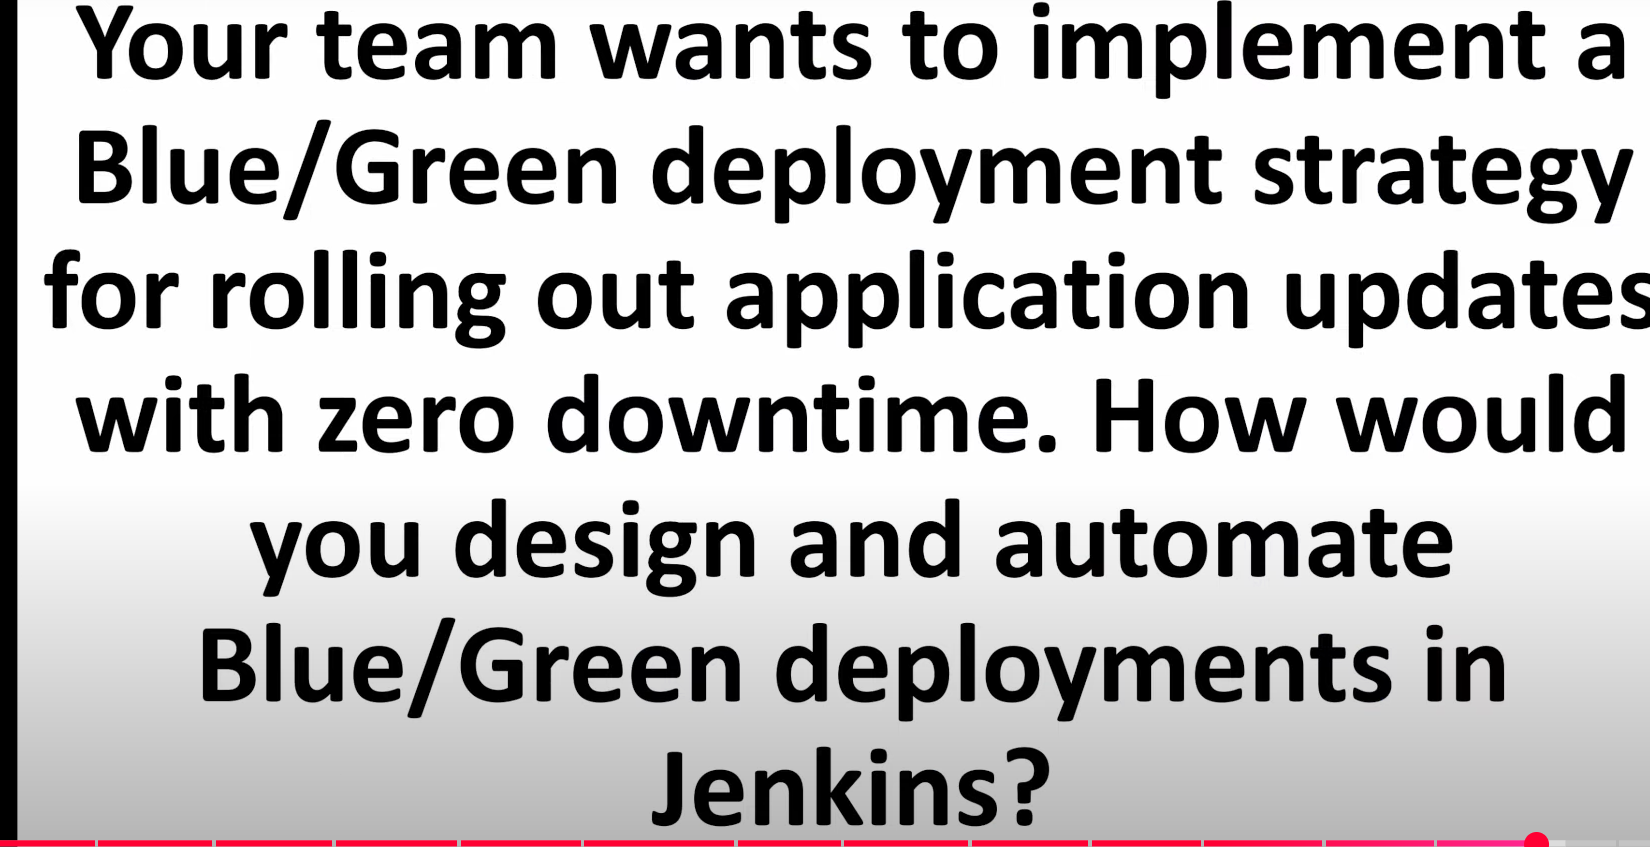 Your team wants to implement a
Blue/Green deployment strategy
for rolling out application updates
with zero downtime. How would
you design and automate
Blue/Green deployments in
Jenkins?